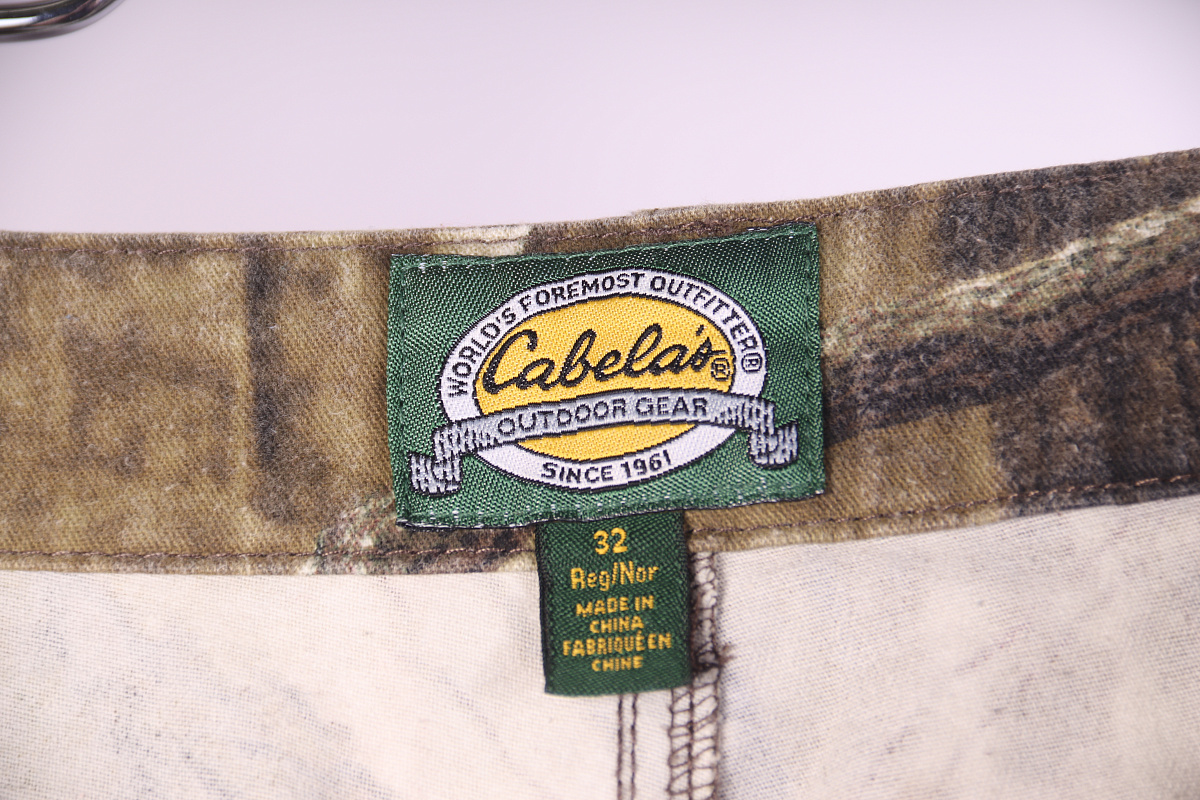 WORLD'S FOREMOST OUTFITTER®
Cabela's®
OUTDOOR GEAR
SINCE 1961
32
Reg/Nor
MADE IN
CHINA
FABRIQUÉ EN
CHINE